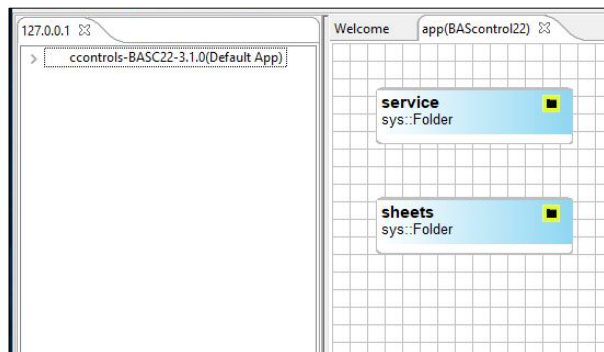 127.0.0.1
ccontrols-BASC22-3.1.0(Default App)
Welcome
app(BAScontrol22)
service
sys::Folder
sheets
sys::Folder